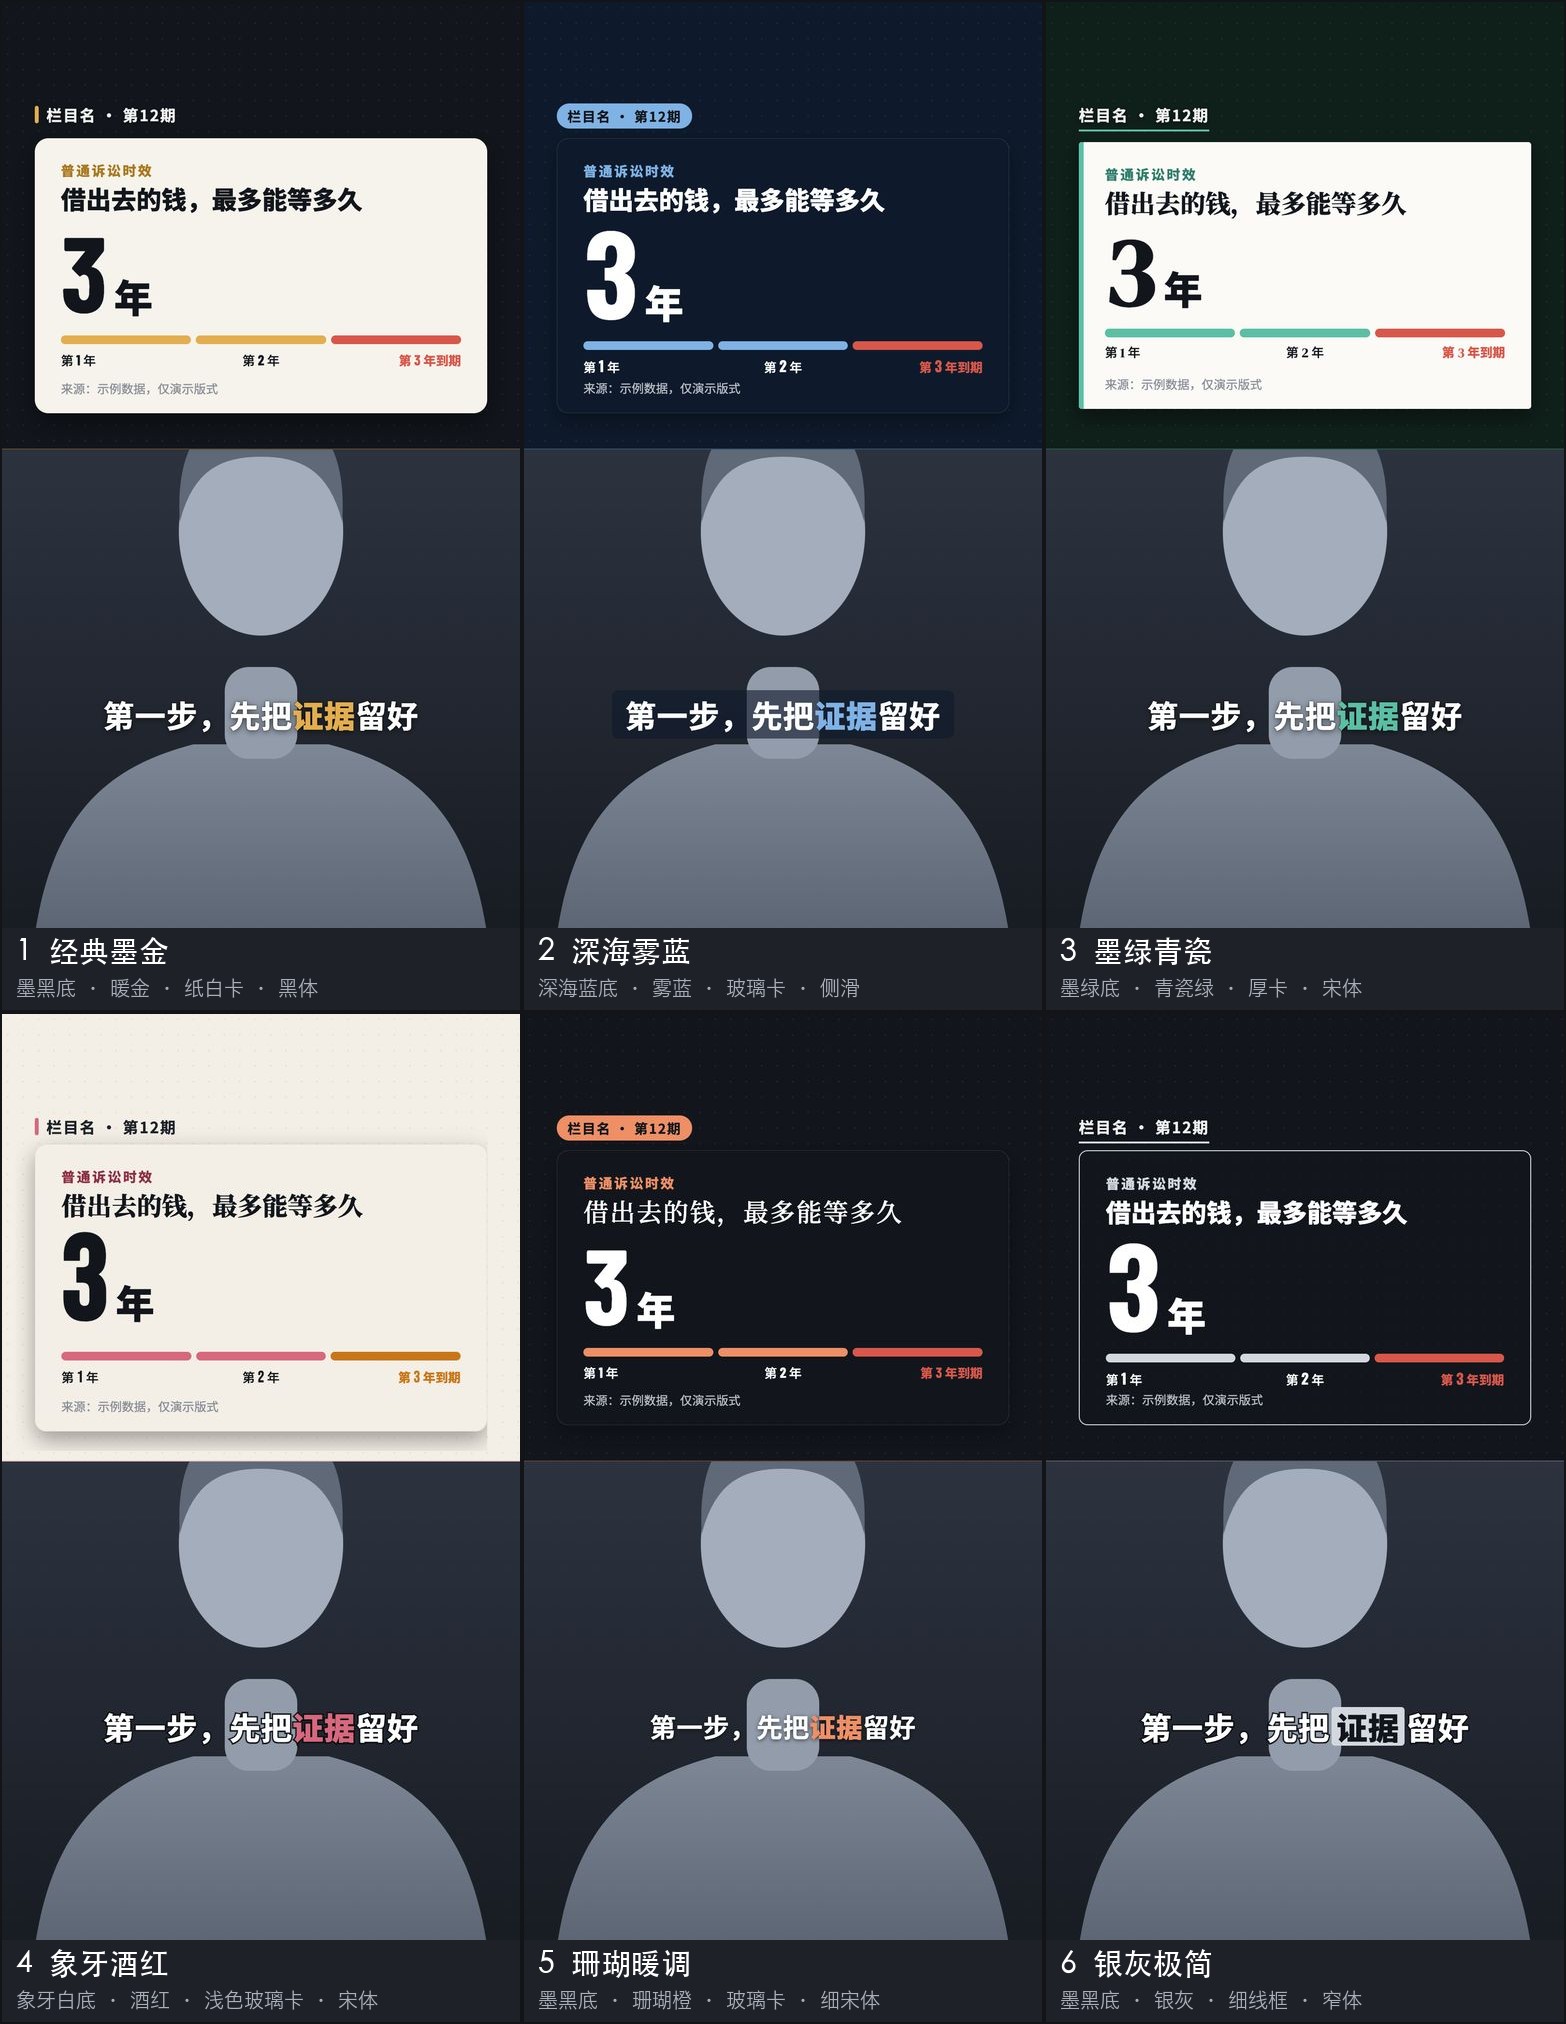 栏目名 · 第12期
普通诉讼时效
借出去的钱，最多能等多久
3年
第1年 第2年 第3年到期
来源：示例数据，仅演示版式
第一步，先把证据留好
1 经典墨金
墨黑底 · 暖金 · 纸白卡 · 黑体
栏目名 · 第12期
普通诉讼时效
借出去的钱，最多能等多久
3年
第1年 第2年 第3年到期
来源：示例数据，仅演示版式
第一步，先把证据留好
2 深海雾蓝
深海蓝底 · 雾蓝 · 玻璃卡 · 侧滑
栏目名 · 第12期
普通诉讼时效
借出去的钱，最多能等多久
3年
第1年 第2年 第3年到期
来源：示例数据，仅演示版式
第一步，先把证据留好
3 墨绿青瓷
墨绿底 · 青瓷绿 · 厚卡 · 宋体
栏目名 · 第12期
普通诉讼时效
借出去的钱，最多能等多久
3年
第1年 第2年 第3年到期
来源：示例数据，仅演示版式
第一步，先把证据留好
4 象牙酒红
象牙白底 · 酒红 · 浅色玻璃卡 · 宋体
栏目名 · 第12期
普通诉讼时效
借出去的钱，最多能等多久
3年
第1年 第2年 第3年到期
来源：示例数据，仅演示版式
第一步，先把证据留好
5 珊瑚暖调
墨黑底 · 珊瑚橙 · 玻璃卡 · 细宋体
栏目名 · 第12期
普通诉讼时效
借出去的钱，最多能等多久
3年
第1年 第2年 第3年到期
来源：示例数据，仅演示版式
第一步，先把证据留好
6 银灰极简
墨黑底 · 银灰 · 细线框 · 窄体